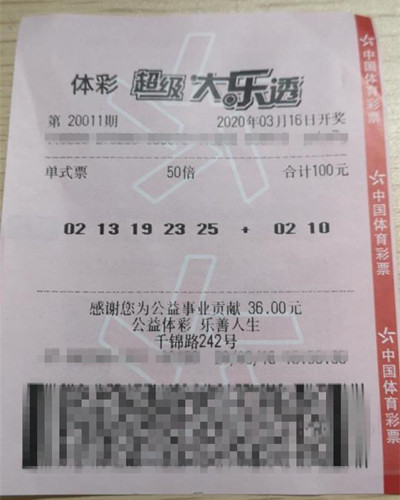 体彩 超级大乐透
第 20011期 2020年03月16日开奖
单式票 50倍 合计100元
02 13 19 23 25 + 02 10
感谢您为公益事业贡献 36.00元
公益体彩 乐善人生
千锦路242号
中国体育彩票
中国体育彩票
中国体育彩票